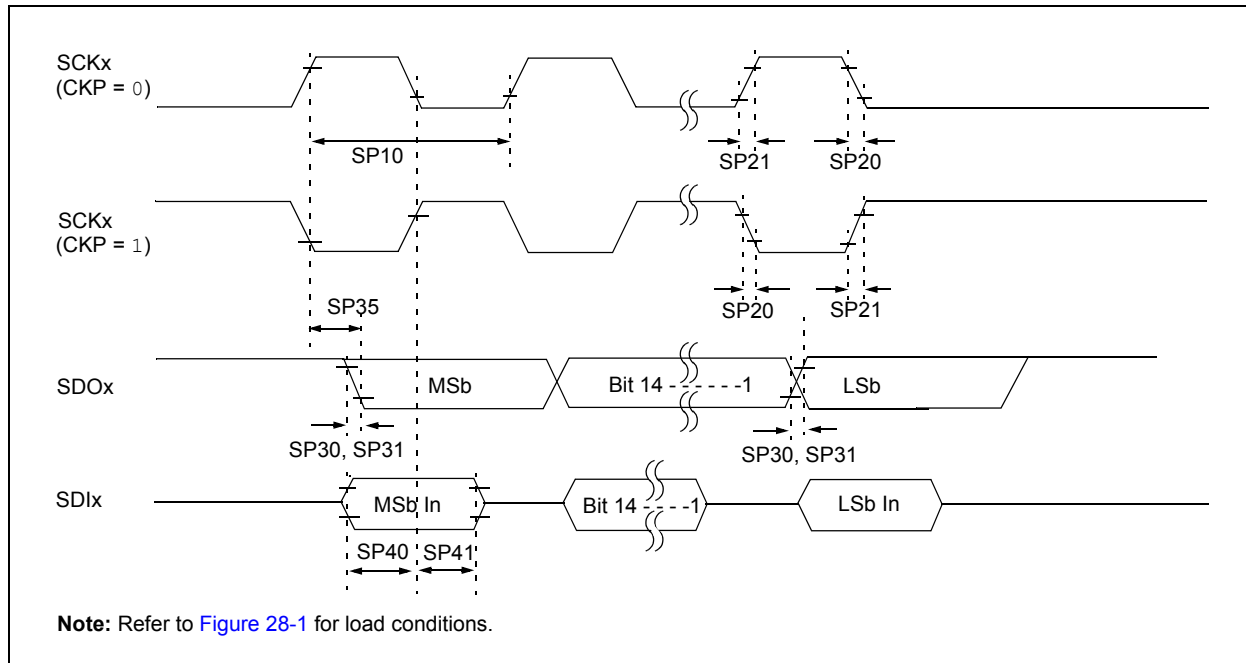 SCKx
(CKP = 0)
SP10
SP21
SP20
SCKx
(CKP = 1)
SP35
SP20
SP21
SDOx
MSb
Bit 14 - - - - - -1
LSb
SP30, SP31
SP30, SP31
SDIx
MSb In
Bit 14 - - - -1
LSb In
SP40
SP41
Note: Refer to Figure 28-1 for load conditions.